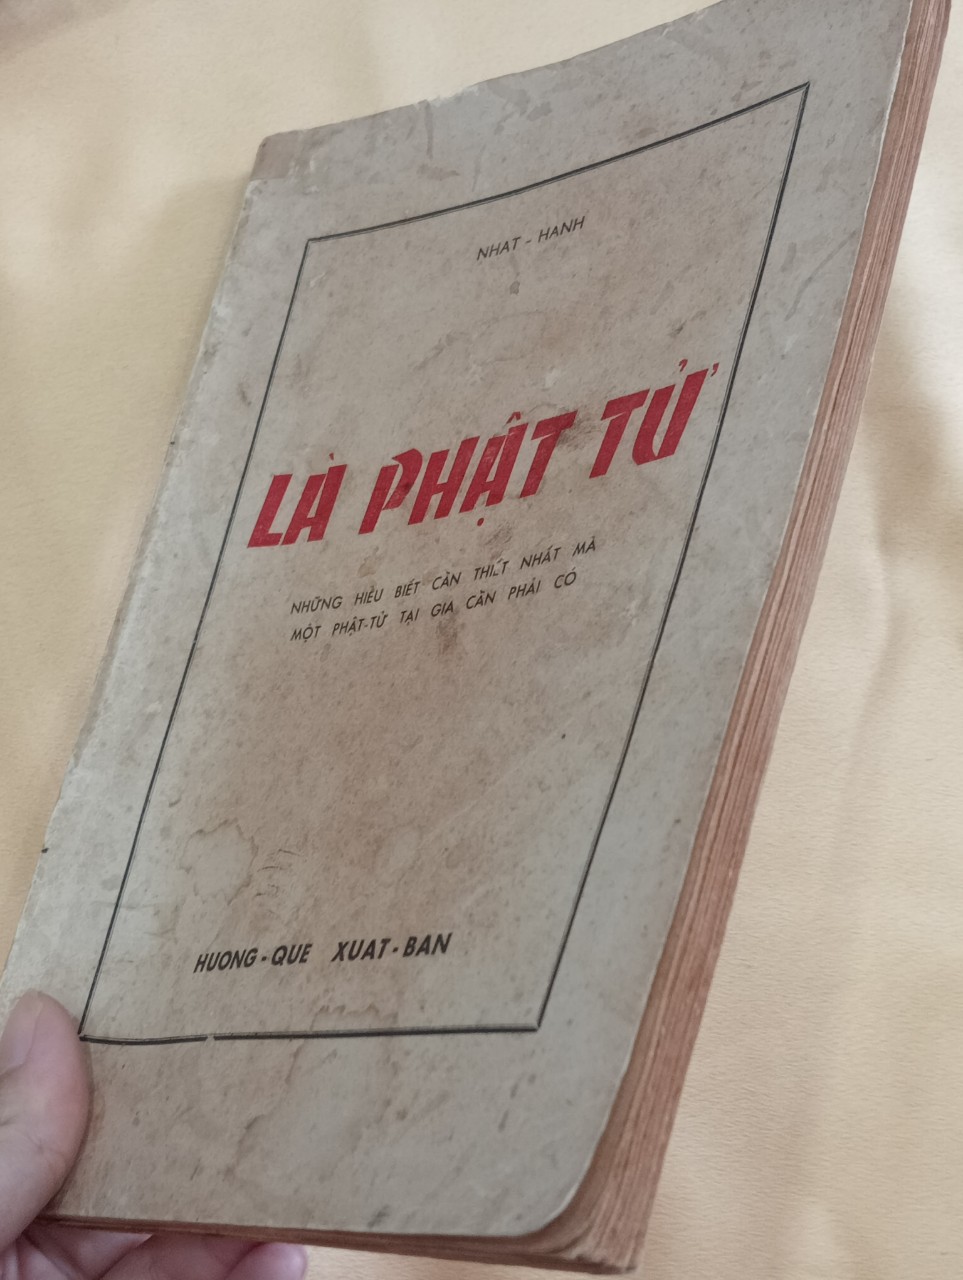 NHAT - HANH
LÀ PHẬT TỬ
NHỮNG HIỂU BIẾT CẦN THIẾT NHẤT MÀ
MỘT PHẬT-TỬ TẠI GIA CẦN PHẢI CÓ
HUONG - QUE XUAT - BAN